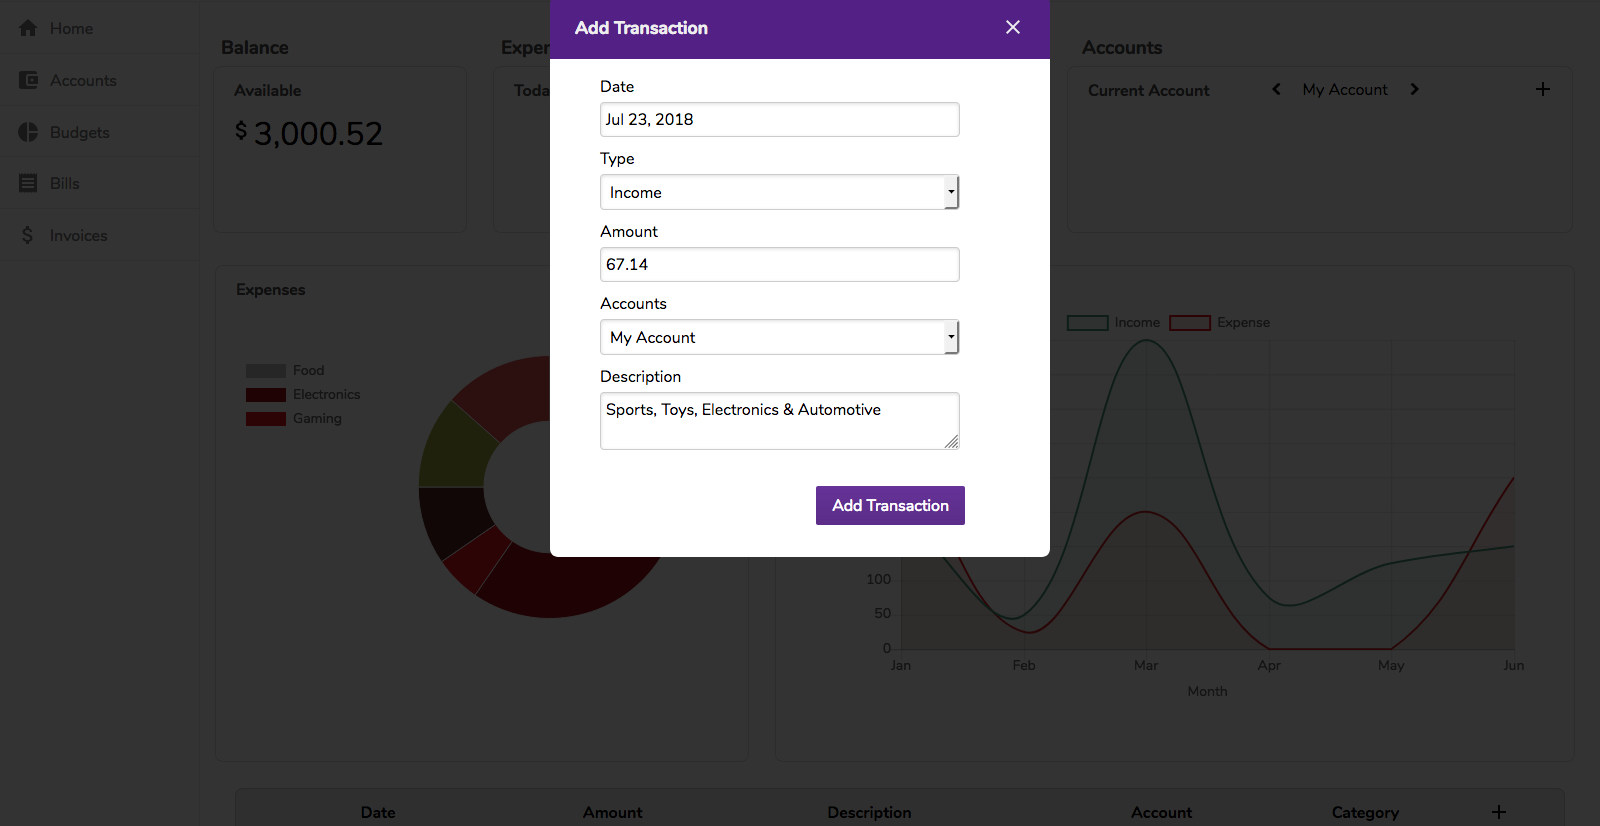 Home
Accounts
Budgets
Bills
Invoices
Balance
Available
$ 3,000.52
Expen
Toda
Add Transaction
Date
Jul 23, 2018
Type
Income
Amount
67.14
Accounts
My Account
Description
Sports, Toys, Electronics & Automotive
Add Transaction
Accounts
Current Account
My Account
Expenses
Food
Electronics
Gaming
Income Expense
100
50
0
Jan Feb Mar Apr May Jun
Month
Date Amount Description Account Category